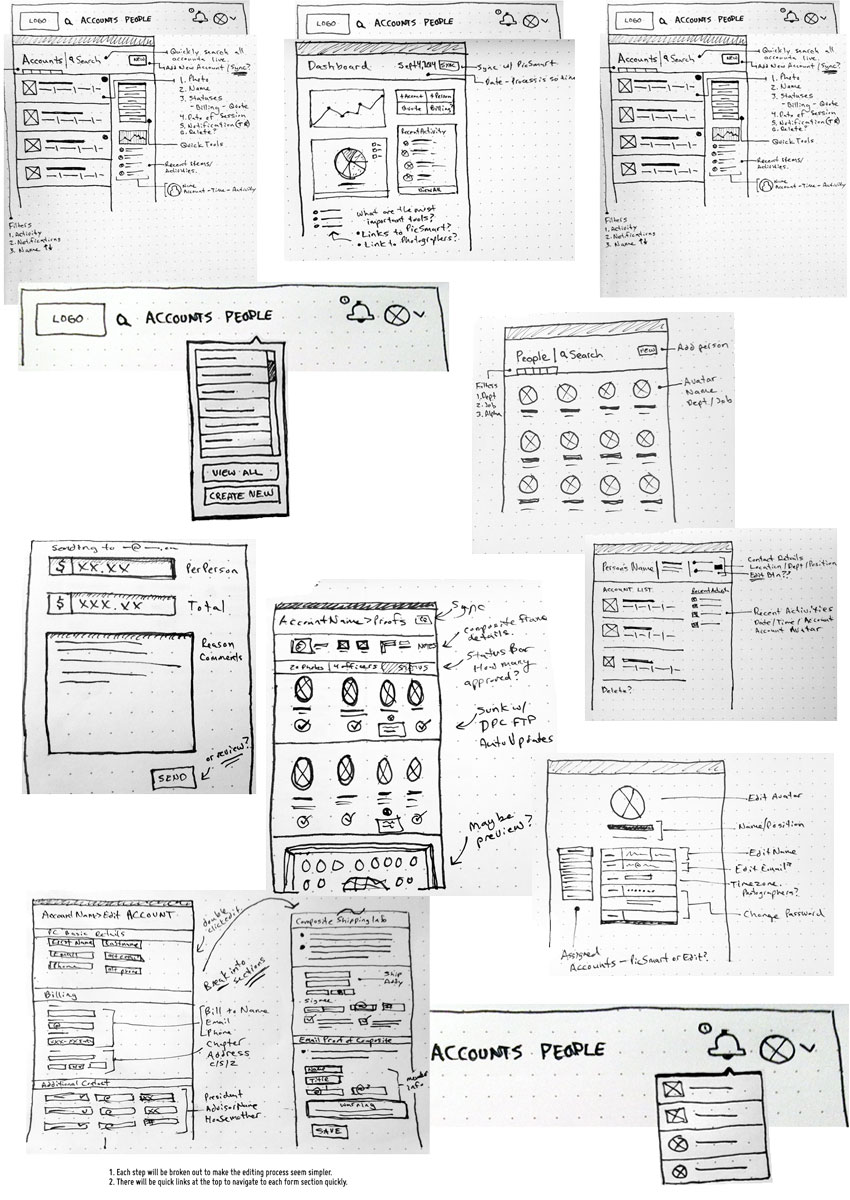 LOGO ACCOUNTS PEOPLE
Accounts | Search
NEW
Quickly search all
accounts live.
Add New Account / Sync?
1. Photo
2. Name
3. Statuses
- Billing - Quote
4. Date of Session
5. Notification
6. Delete?
Quick Tools
Recent Items/
Activities.
Name
Account - Time - Activity
Filters
1. Activity
2. Notifications
3. Name
ACCOUNTS PEOPLE
Dashboard Sept 4, 2014 SYNC
Sync w/ PicSmart
Date - Process is so time
+ Account
Quote
Billing
Recent Activity
View All
What are the most
important tools?
• Links to PicSmart?
• Link to Photographers?
LOGO ACCOUNTS PEOPLE
Accounts | Search
NEW
Quickly search all
accounts live.
Add New Account / Sync?
1. Photo
2. Name
3. Statuses
- Billing - Quote
4. Date of Session
5. Notification
6. Delete?
Quick Tools
Recent Items/
Activities.
Name
Account - Time - Activity
Filters
1. Activity
2. Notifications
3. Name
LOGO ACCOUNTS PEOPLE
VIEW ALL
CREATE NEW
People | Search
new
Add person
Filters
1. Dept
2. Job
3. Alpha
Avatar
Name
Dept. / Job
Sending to
$ XX.XX Per Person
$ XXX.XX Total
Reason
Comments
or review?
SEND
Account Name > Proofs
Sync
composite frame
details.
NOTES
20 Photos | 4 officers STATUS
Status Bar
How many
approved?
Sunk w/
DPC FTP
Auto Updates
Maybe
preview?
Person's Name
Contact Details
Location / Dept / Position
Edit Btn??
ACCOUNT LIST
Recent Activities
Date / Time / Account
Account Avatar
Delete?
Edit Avatar
Name/Position
Edit Name
Edit Email
Timezone.
Photographers?
Change Password
Assigned
Accounts - PicSmart or Edit?
Account Name > Edit ACCOUNT
PC Basic Details
First Name Lastname
Email
Phone
Billing
XXX-XXX-
Bill to Name
Email
Phone
Chapter
Address
C/S/Z
Additional Contact
President
Advisor Name
Housemother
double
click edit
Break into
sections
Composite Shipping Info
Ship
Only
Signee
Email Proof of Composite
Name
Title
member
info
Warning
SAVE
ACCOUNTS PEOPLE
1. Each step will be broken out to make the editing process seem simpler.
2. There will be quick links at the top to navigate to each form section quickly.